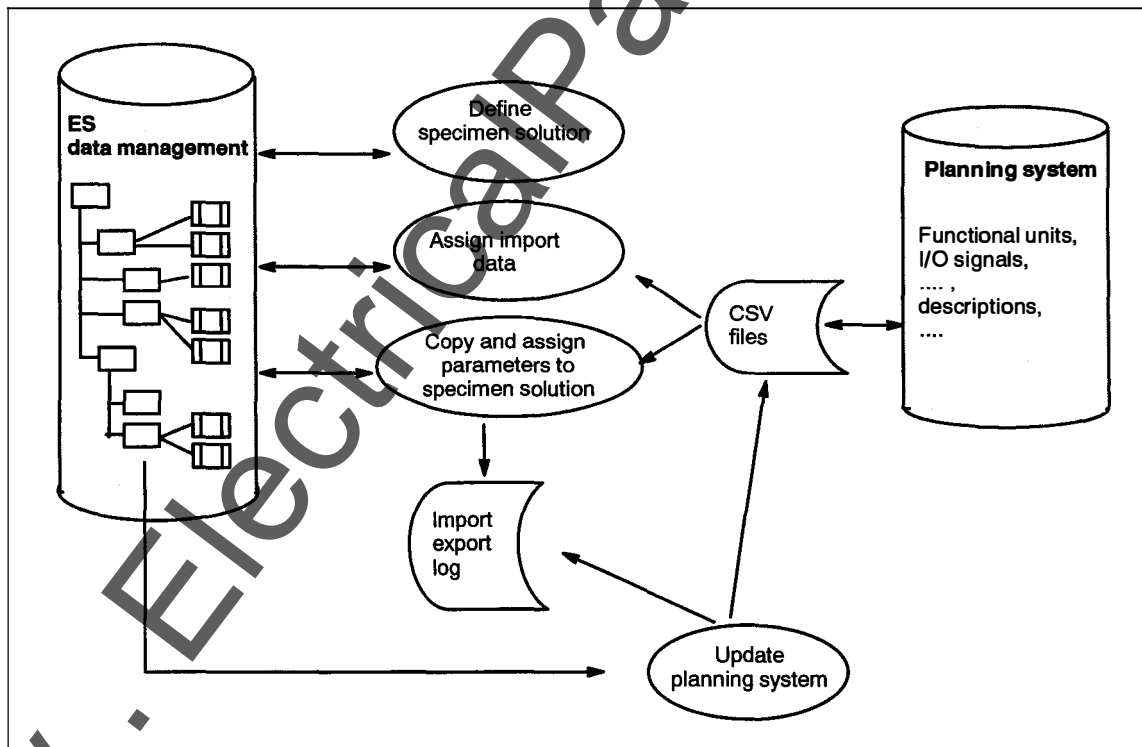 ES
data management
Define
specimen solution
Assign import
data
Copy and assign
parameters to
specimen solution
Import
export
log
CSV
files
Planning system
Functional units,
I/O signals,
.... ,
descriptions,
....
Update
planning system
. ElectricalPa